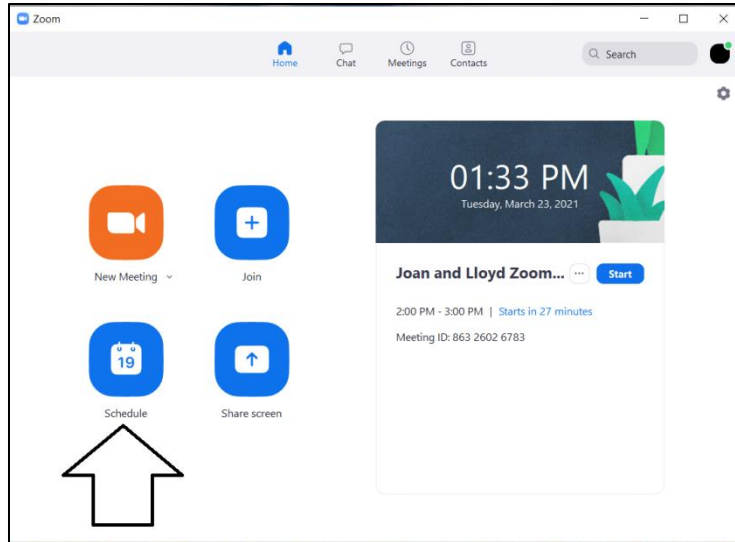 Zoom
Home
Chat
Meetings
Contacts
Search
01:33 PM
Tuesday, March 23, 2021
New Meeting
Join
Joan and Lloyd Zoom... ··· Start
2:00 PM - 3:00 PM | Starts in 27 minutes
Meeting ID: 863 2602 6783
19
Schedule
Share screen